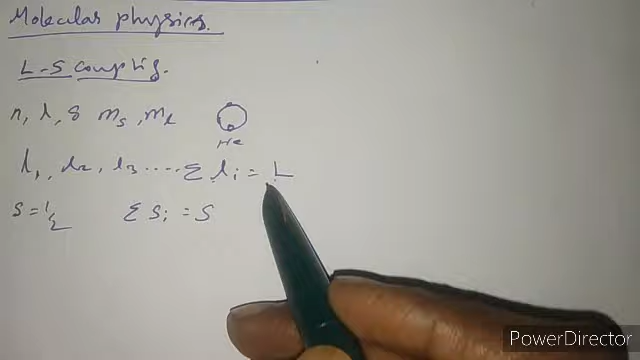 Molecular physics.
L-S coupling.
n, l, s ms, ml
He
l1, l2, l3 ..... Σ li = L
s = 1/2 Σ si = S
PowerDirector